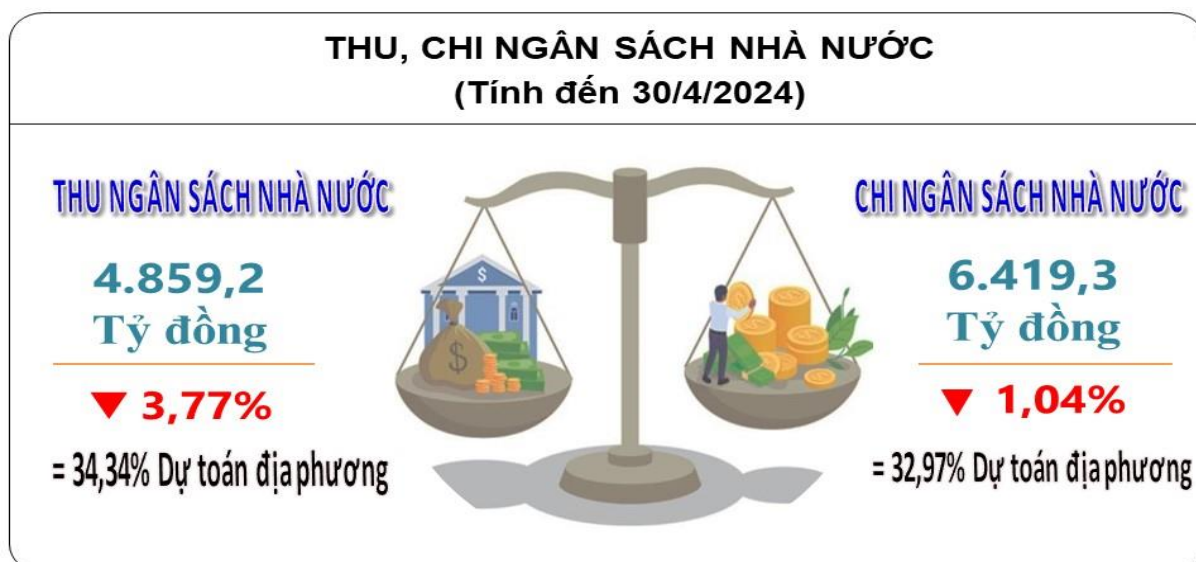 THU, CHI NGÂN SÁCH NHÀ NƯỚC
(Tính đến 30/4/2024)
THU NGÂN SÁCH NHÀ NƯỚC
4.859,2
Tỷ đồng
▼ 3,77%
= 34,34% Dự toán địa phương
$
$
CHI NGÂN SÁCH NHÀ NƯỚC
6.419,3
Tỷ đồng
▼ 1,04%
= 32,97% Dự toán địa phương